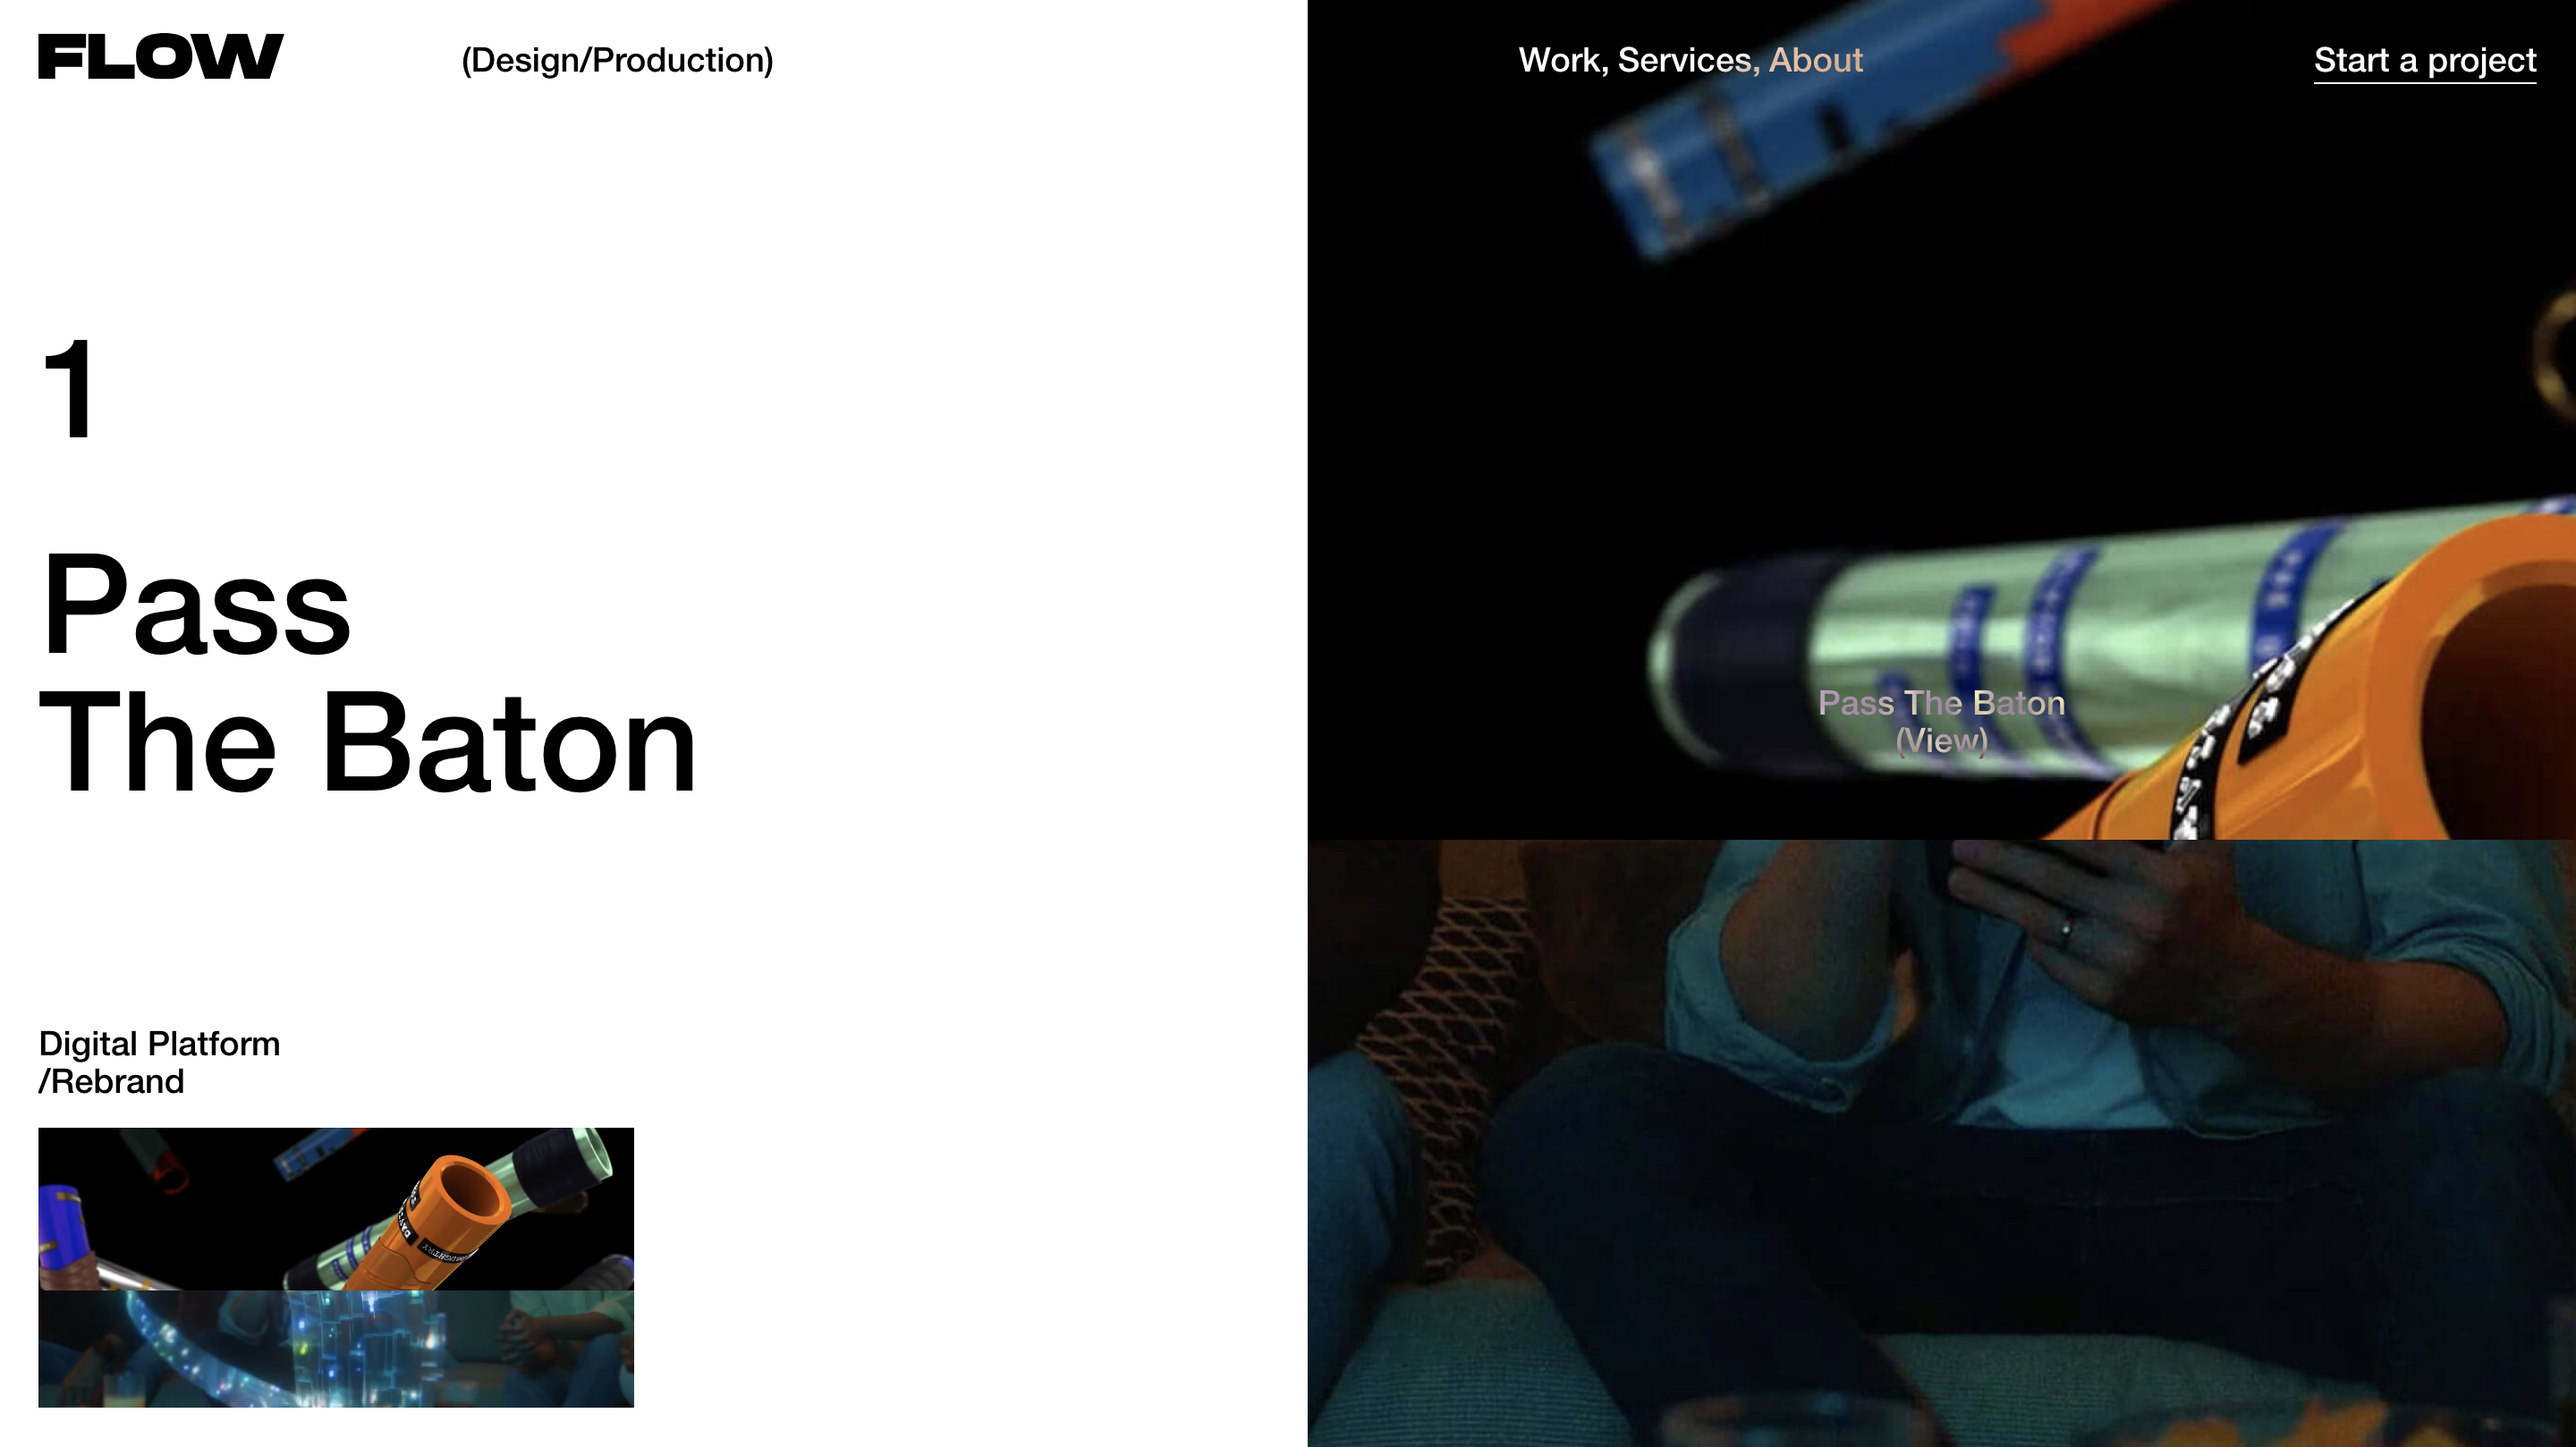 FLOW
(Design/Production)
Work, Services, About
Start a project
1
Pass
The Baton
Pass The Baton
(View)
Digital Platform
/Rebrand